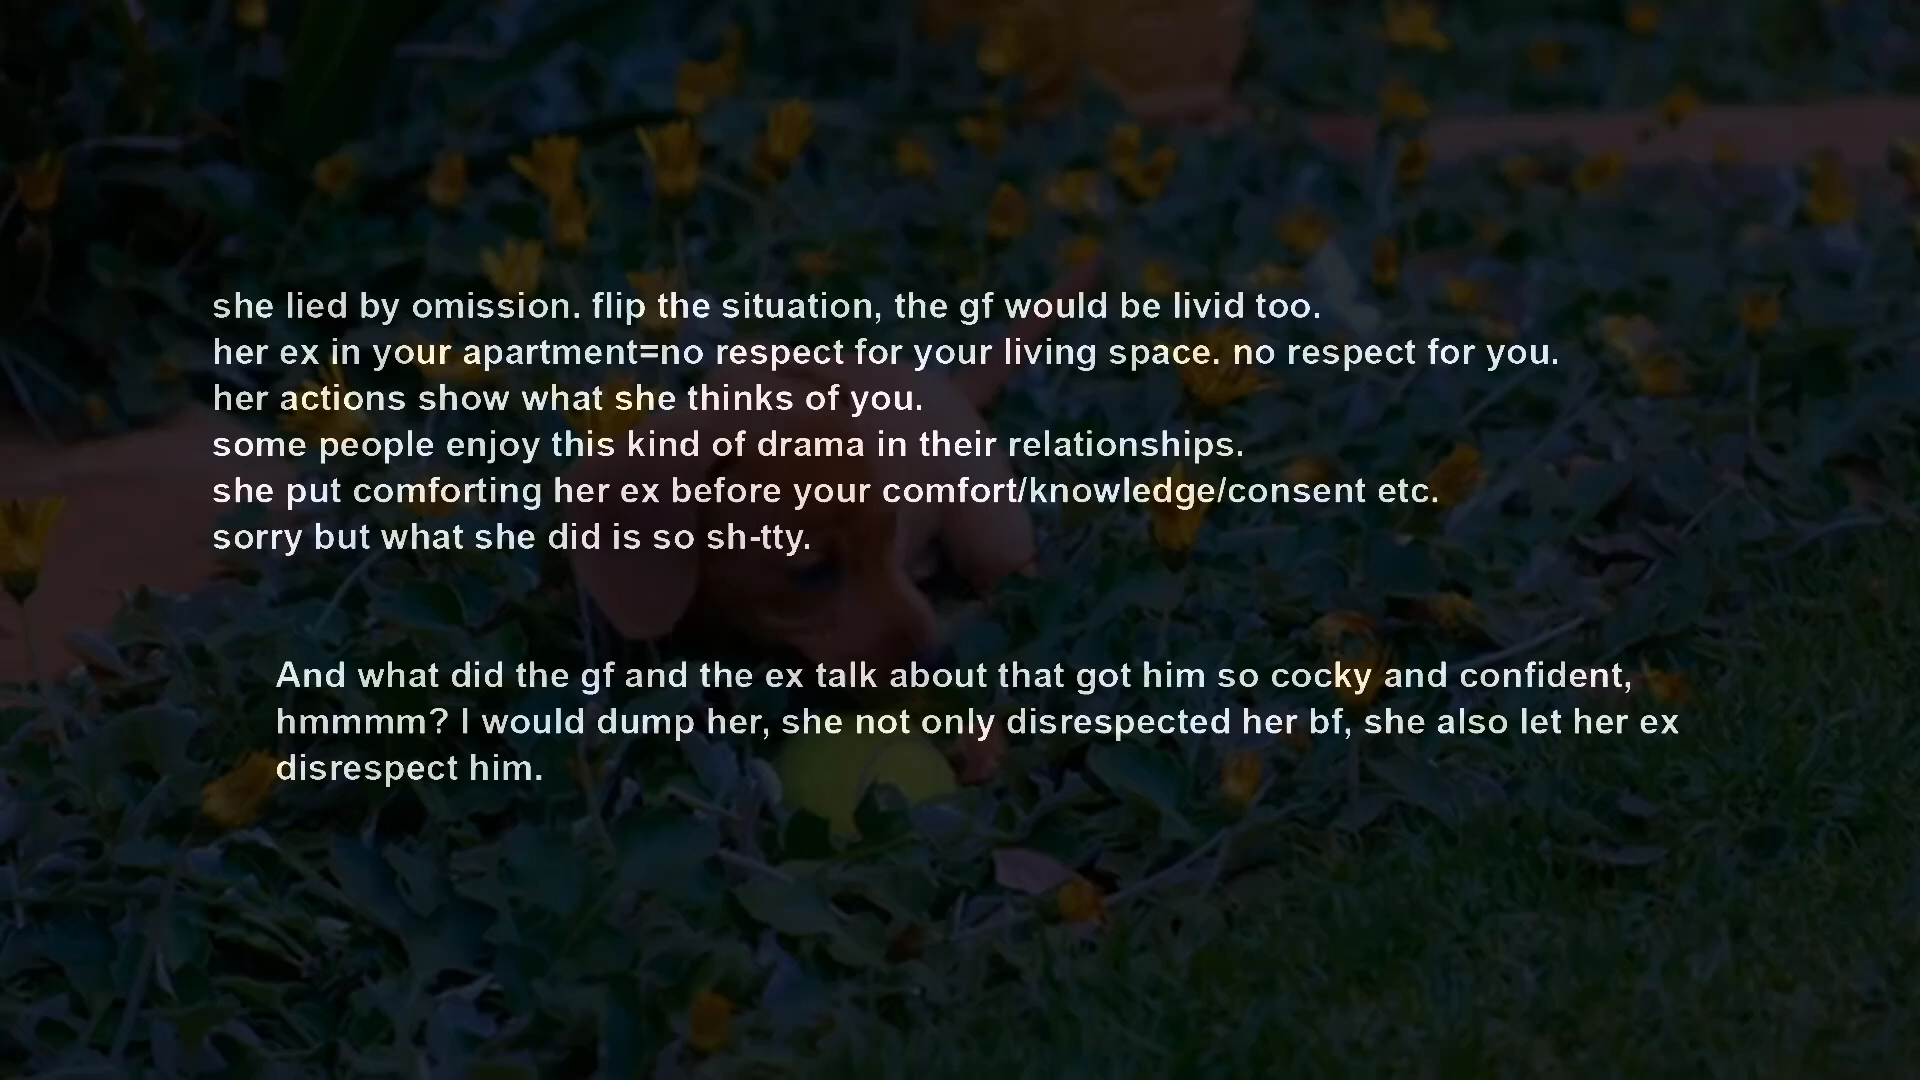 she lied by omission. flip the situation, the gf would be livid too.
her ex in your apartment=no respect for your living space. no respect for you.
her actions show what she thinks of you.
some people enjoy this kind of drama in their relationships.
she put comforting her ex before your comfort/knowledge/consent etc.
sorry but what she did is so sh-tty.
And what did the gf and the ex talk about that got him so cocky and confident,
hmmmm? I would dump her, she not only disrespected her bf, she also let her ex
disrespect him.